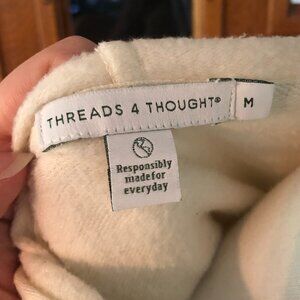 THREADS 4 THOUGHT®
M
Responsibly
made for
everyday